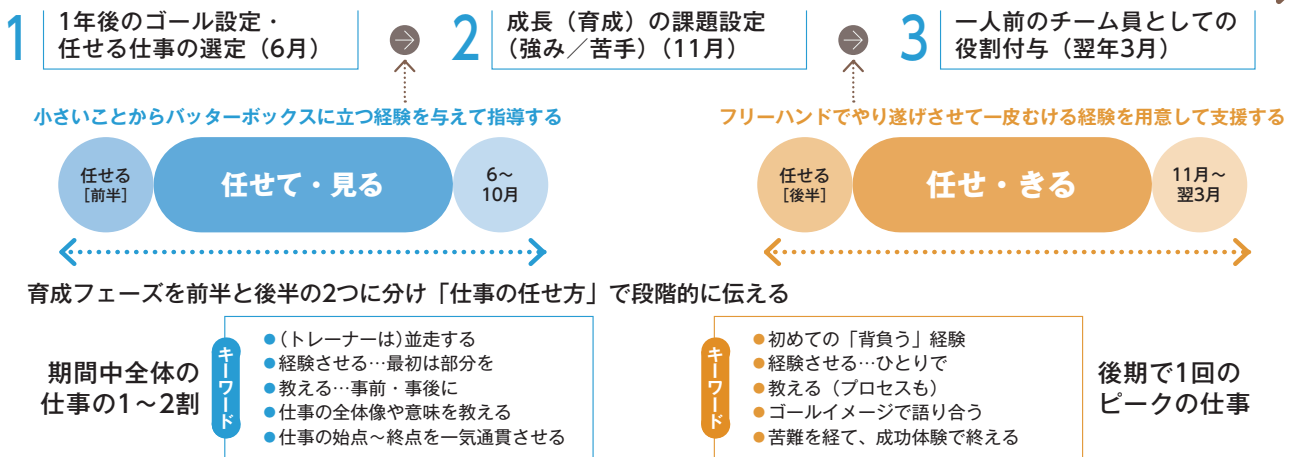 1
1年後のゴール設定・
任せる仕事の選定（6月）
2
成長（育成）の課題設定
（強み／苦手）（11月）
3
一人前のチーム員としての
役割付与（翌年3月）
小さいことからバッターボックスに立つ経験を与えて指導する
任せる
［前半］
任せて・見る
6〜
10月
フリーハンドでやり遂げさせて一皮むける経験を用意して支援する
任せる
［後半］
任せ・きる
11月〜
翌3月
育成フェーズを前半と後半の2つに分け「仕事の任せ方」で段階的に伝える
期間中全体の
仕事の1〜2割
キーワード
●（トレーナーは）並走する
●経験させる…最初は部分を
●教える…事前・事後に
●仕事の全体像や意味を教える
●仕事の始点〜終点を一気通貫させる
キーワード
●初めての「背負う」経験
●経験させる…ひとりで
●教える（プロセスも）
●ゴールイメージで語り合う
●苦難を経て、成功体験で終える
後期で1回の
ピークの仕事